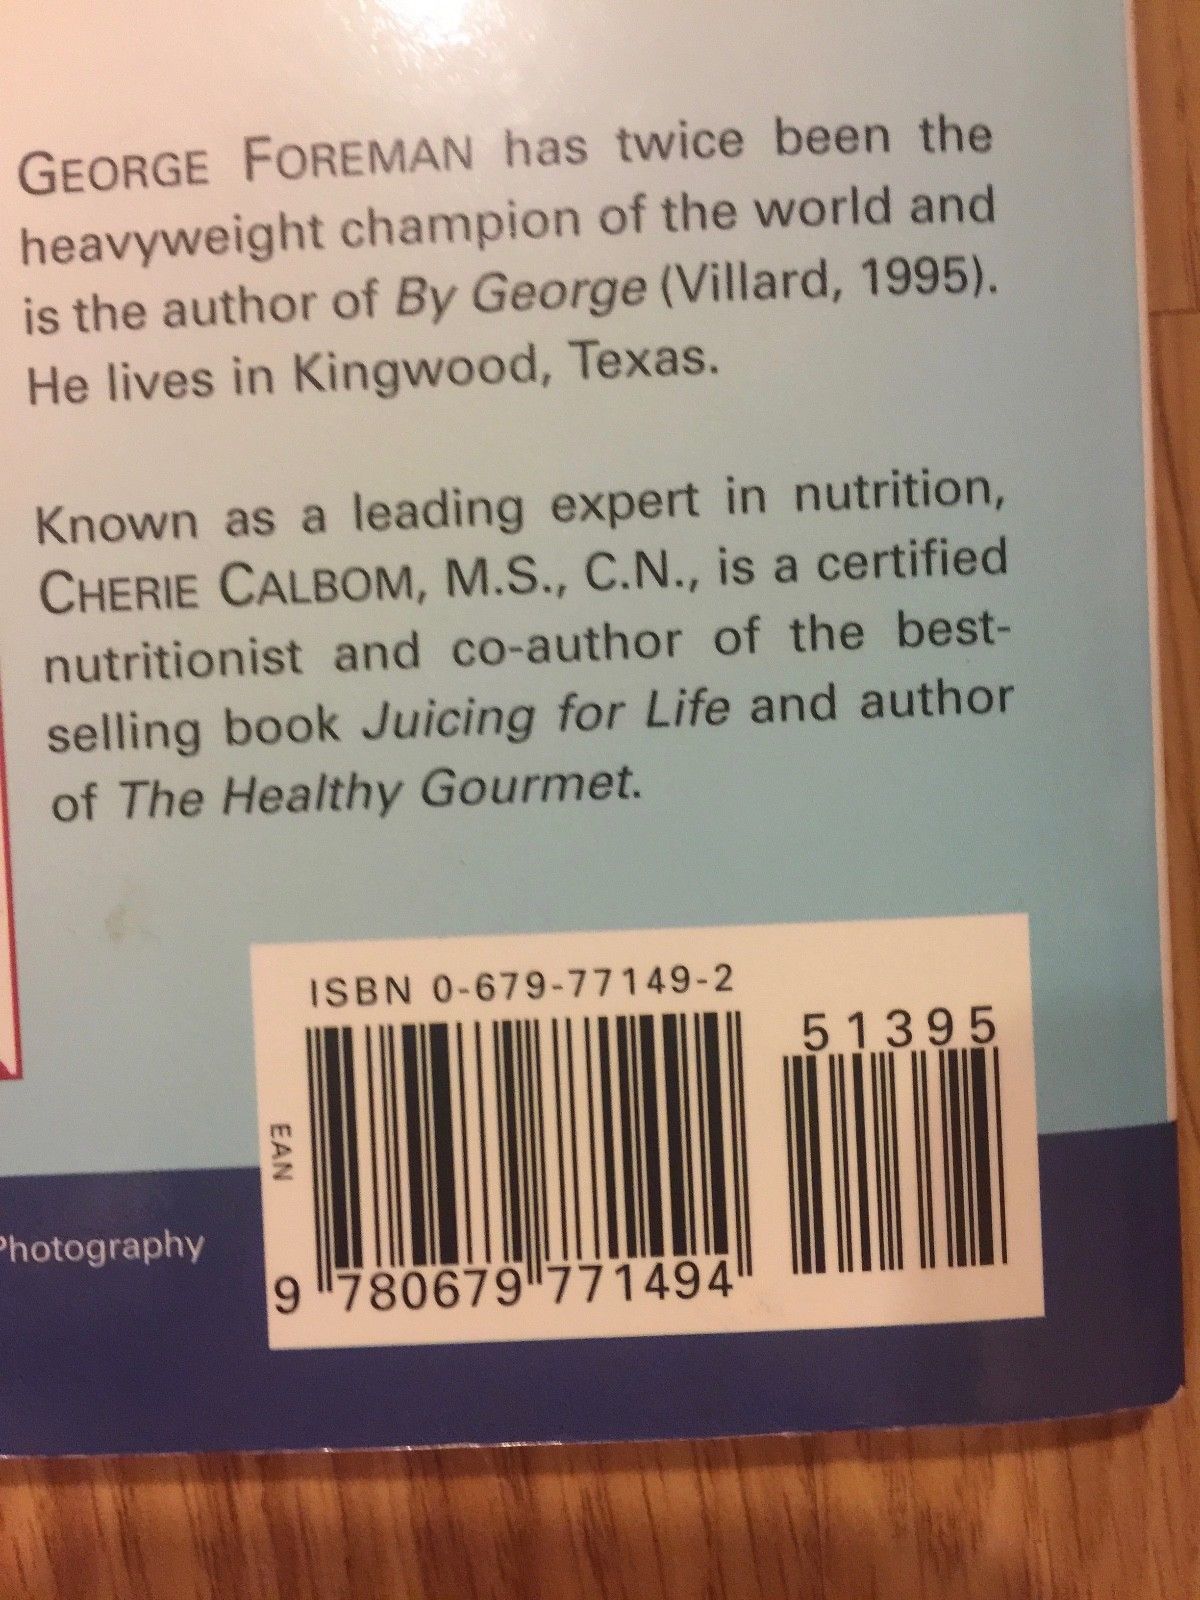 GEORGE FOREMAN has twice been the
heavyweight champion of the world and
is the author of By George (Villard, 1995).
He lives in Kingwood, Texas.
Known as a leading expert in nutrition,
CHERIE CALBOM, M.S., C.N., is a certified
nutritionist and co-author of the best-
selling book Juicing for Life and author
of The Healthy Gourmet.
ISBN 0-679-77149-2
51395
EAN
9 780679 771494
Photography